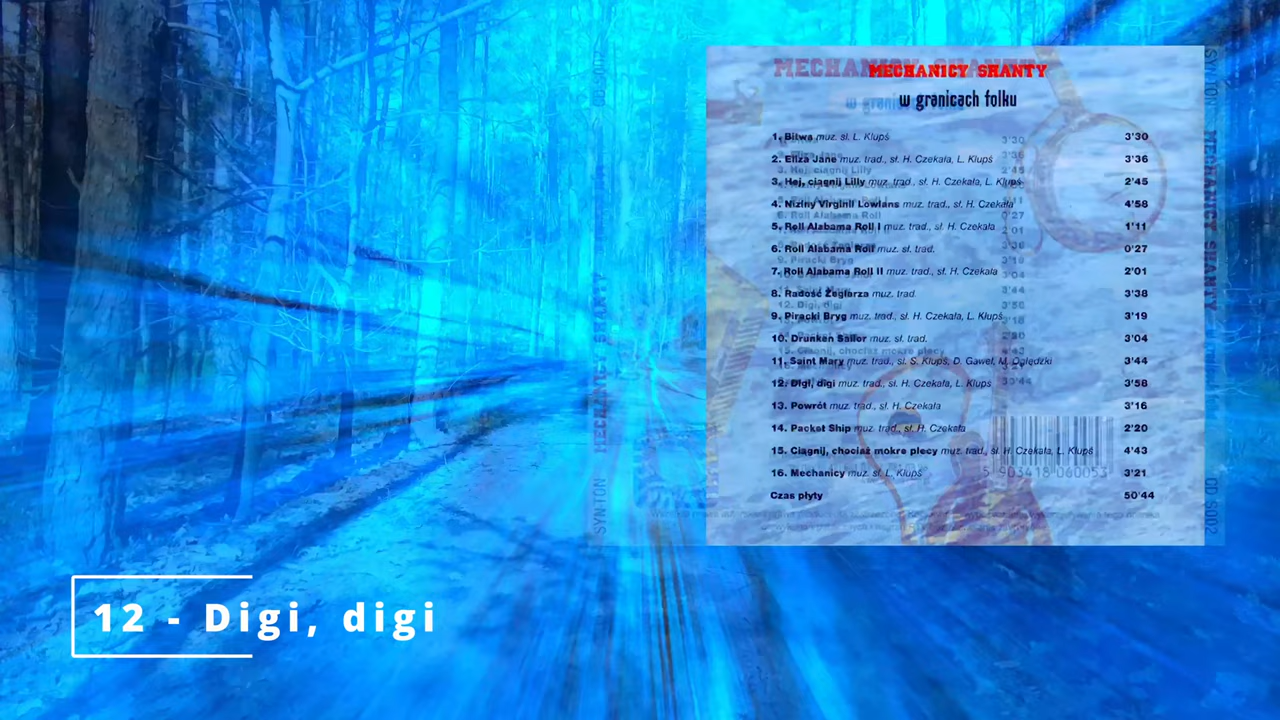 MECHANICY SHANTY
w granicach folku
1. Bitwa muz. sł. L. Klupś 3'30
2. Eliza Jane muz. trad., sł. H. Czekała, L. Klupś 3'36
3. Hej, ciągnij Lilly muz. trad., sł. H. Czekała, L. Klupś 2'45
4. Niziny Virginii Lowlans muz. trad., sł. H. Czekała 4'58
5. Roll Alabama Roll I muz. trad., sł. H. Czekała 1'11
6. Roll Alabama Roll muz. sł. trad. 0'27
7. Roll Alabama Roll II muz. trad., sł. H. Czekała 2'01
8. Radość Żeglarza muz. trad. 3'38
9. Piracki Bryg muz. trad., sł. H. Czekała, L. Klupś 3'19
10. Drunken Sailor muz. sł. trad. 3'04
11. Saint Mary muz. trad., sł. S. Klupś, D. Gaweł, M. Oględzki 3'44
12. Digi, digi muz. trad., sł. H. Czekała, L. Klupś 3'58
13. Powrót muz. trad., sł. H. Czekała 3'16
14. Packet Ship muz. trad., sł. H. Czekała 2'20
15. Ciągnij, chociaż mokre plecy muz. trad., sł. H. Czekała, L. Klupś 4'43
16. Mechanicy muz. sł. L. Klupś 3'21
Czas płyty 50'44
5 903418 060053
SYNTON MECHANICY SHANTY CD S002
12 - Digi, digi